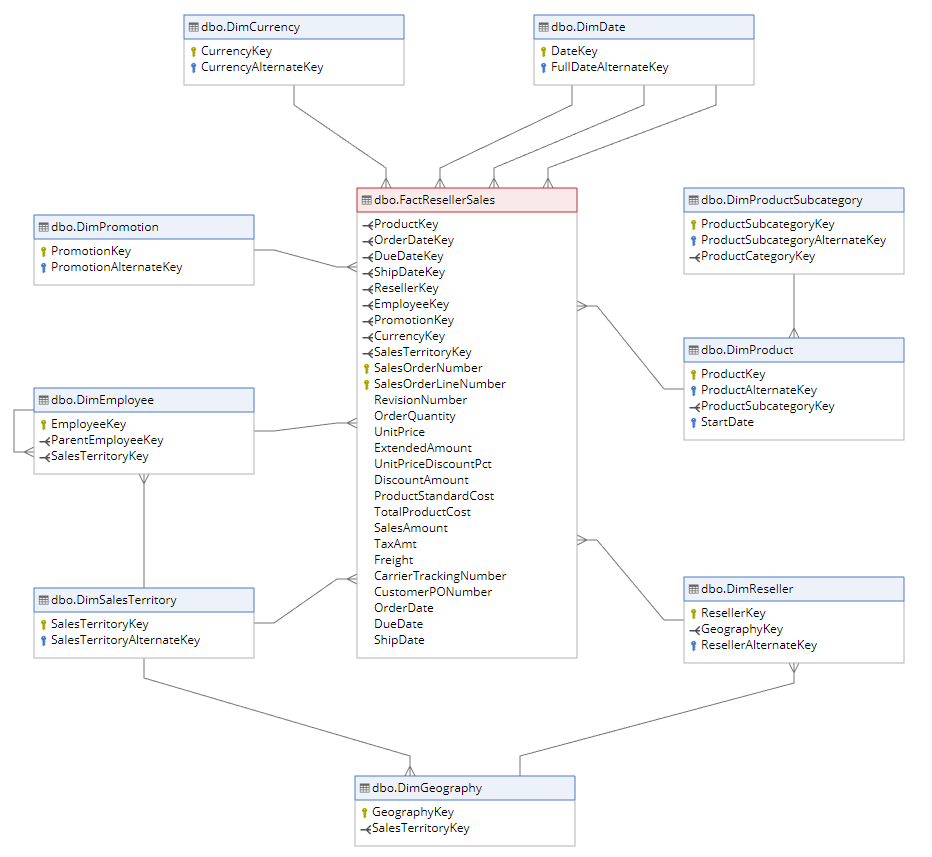 dbo.DimCurrency
CurrencyKey
CurrencyAlternateKey
dbo.DimDate
DateKey
FullDateAlternateKey
dbo.DimPromotion
PromotionKey
PromotionAlternateKey
dbo.FactResellerSales
ProductKey
OrderDateKey
DueDateKey
ShipDateKey
ResellerKey
EmployeeKey
PromotionKey
CurrencyKey
SalesTerritoryKey
SalesOrderNumber
SalesOrderLineNumber
RevisionNumber
OrderQuantity
UnitPrice
ExtendedAmount
UnitPriceDiscountPct
DiscountAmount
ProductStandardCost
TotalProductCost
SalesAmount
TaxAmt
Freight
CarrierTrackingNumber
CustomerPONumber
OrderDate
DueDate
ShipDate
dbo.DimProductSubcategory
ProductSubcategoryKey
ProductSubcategoryAlternateKey
ProductCategoryKey
dbo.DimProduct
ProductKey
ProductAlternateKey
ProductSubcategoryKey
StartDate
dbo.DimEmployee
EmployeeKey
ParentEmployeeKey
SalesTerritoryKey
dbo.DimSalesTerritory
SalesTerritoryKey
SalesTerritoryAlternateKey
dbo.DimReseller
ResellerKey
GeographyKey
ResellerAlternateKey
dbo.DimGeography
GeographyKey
SalesTerritoryKey